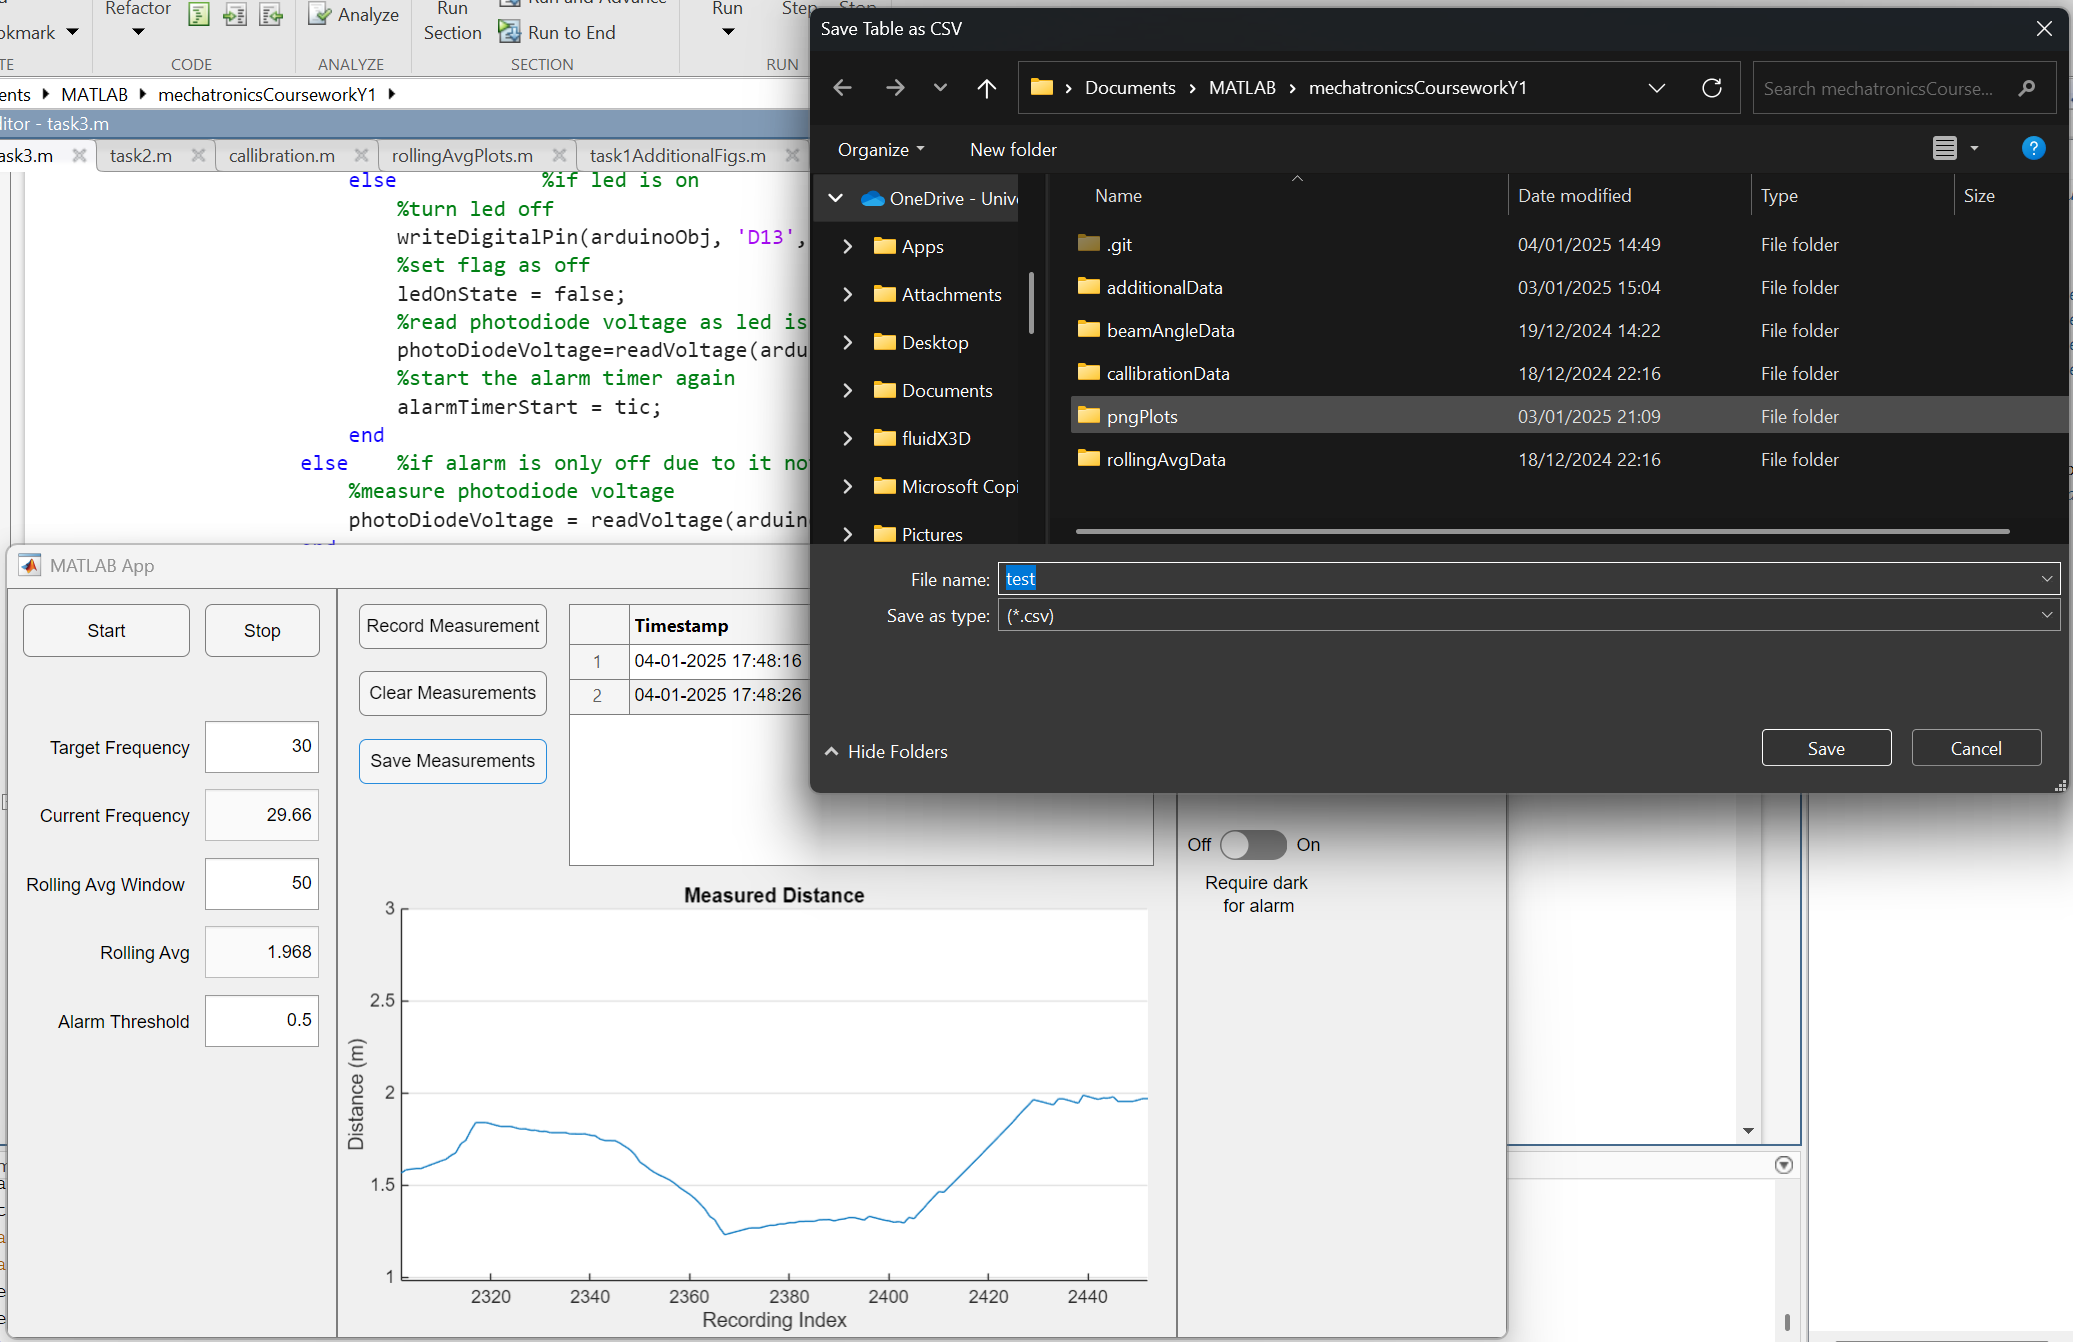 Refactor
Analyze
Run
Section
Run and Advance
Run to End
Run
Step
Stop
CODE
ANALYZE
SECTION
RUN
MATLAB
mechatronicsCourseworkY1
task3.m
task2.m
callibration.m
rollingAvgPlots.m
task1AdditionalFigs.m
else %if led is on
%turn led off
writeDigitalPin(arduinoObj, 'D13',
%set flag as off
ledOnState = false;
%read photodiode voltage as led is
photoDiodeVoltage=readVoltage(ardu
%start the alarm timer again
alarmTimerStart = tic;
end
else %if alarm is only off due to it no
%measure photodiode voltage
photoDiodeVoltage = readVoltage(arduin
Save Table as CSV
Documents
MATLAB
mechatronicsCourseworkY1
Search mechatronicsCourse...
Organize
New folder
?
OneDrive - Univ
Apps
Attachments
Desktop
Documents
fluidX3D
Microsoft Copi
Pictures
Name Date modified Type Size
.git 04/01/2025 14:49 File folder
additionalData 03/01/2025 15:04 File folder
beamAngleData 19/12/2024 14:22 File folder
callibrationData 18/12/2024 22:16 File folder
pngPlots 03/01/2025 21:09 File folder
rollingAvgData 18/12/2024 22:16 File folder
File name: test
Save as type: (*.csv)
Hide Folders
Save
Cancel
MATLAB App
Start
Stop
Target Frequency 30
Current Frequency 29.66
Rolling Avg Window 50
Rolling Avg 1.968
Alarm Threshold 0.5
Record Measurement
Clear Measurements
Save Measurements
Timestamp
1 04-01-2025 17:48:16
2 04-01-2025 17:48:26
Off On
Require dark
for alarm
Measured Distance
3
2.5
2
1.5
1
Distance (m)
2320 2340 2360 2380 2400 2420 2440
Recording Index